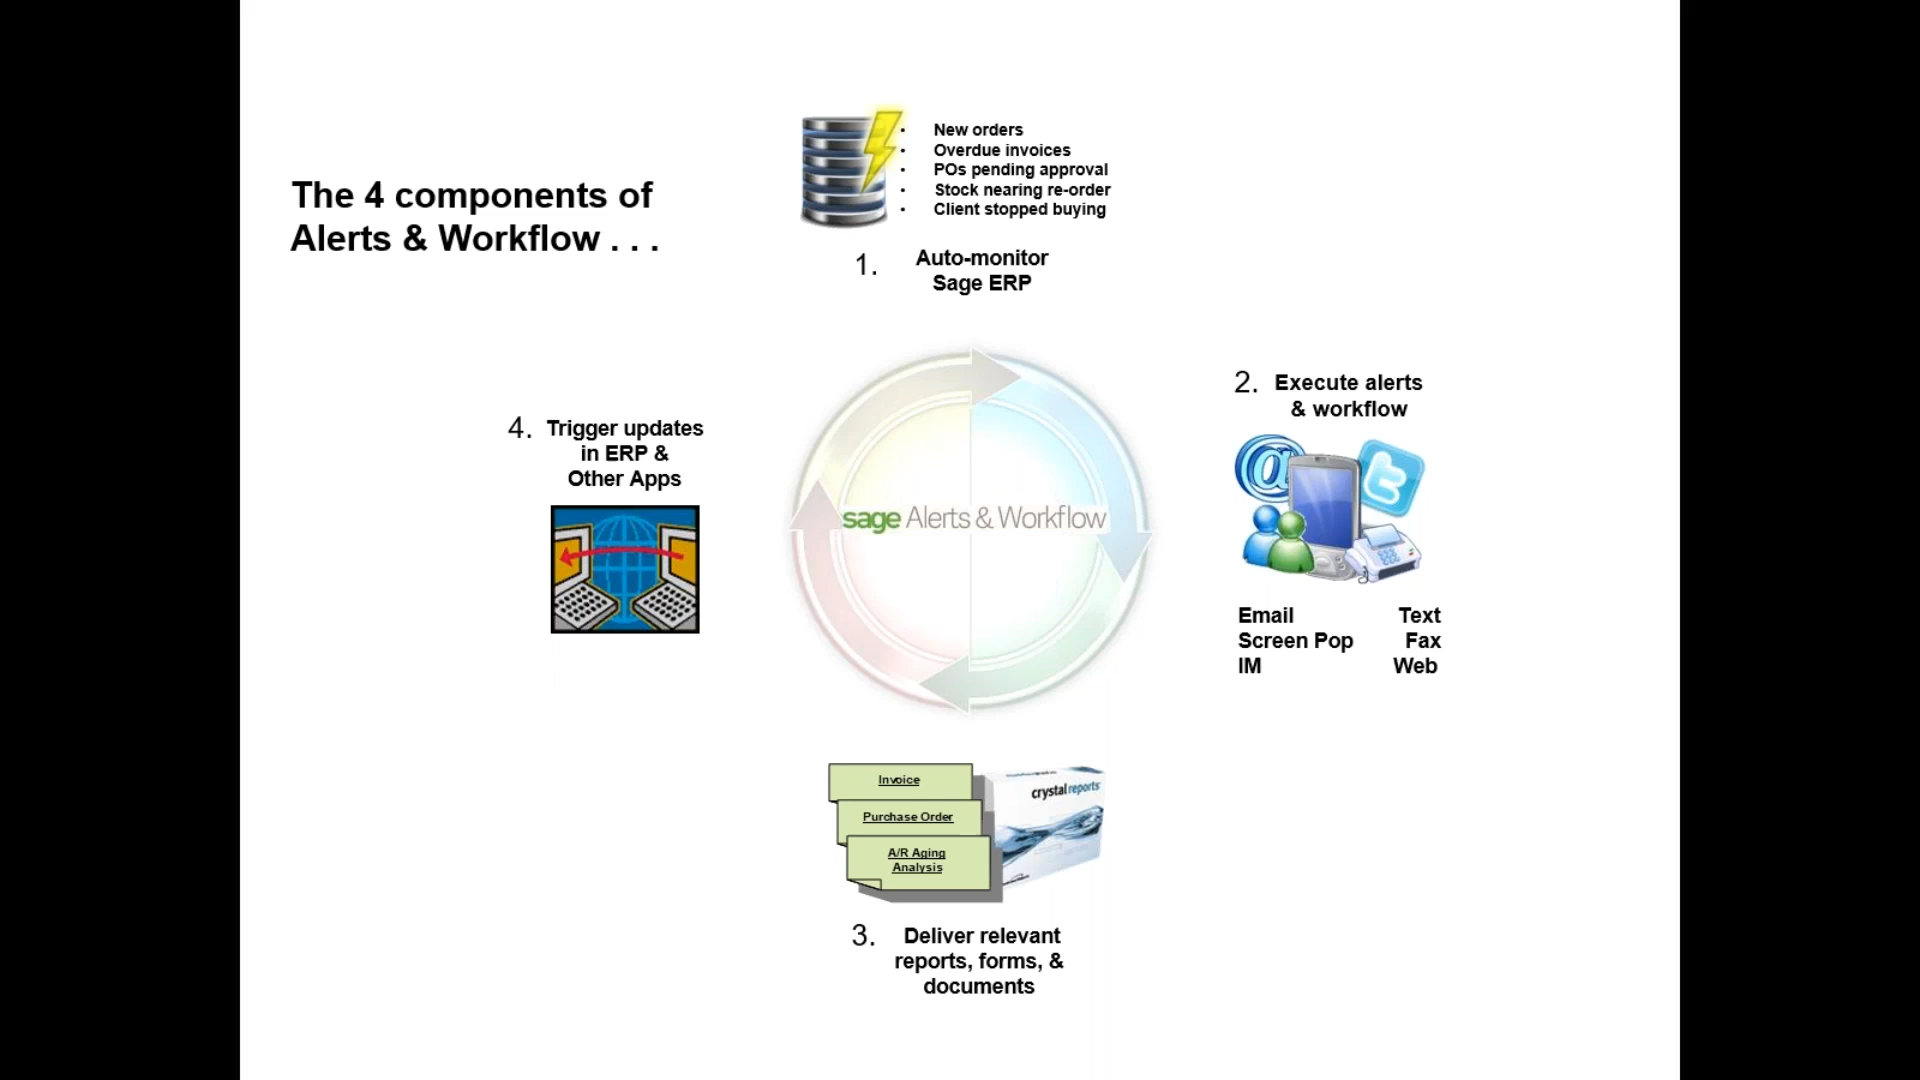 The 4 components of
Alerts & Workflow . . .
• New orders
• Overdue invoices
• POs pending approval
• Stock nearing re-order
• Client stopped buying
1. Auto-monitor
Sage ERP
2. Execute alerts
& workflow
Email Text
Screen Pop Fax
IM Web
sage Alerts & Workflow
4. Trigger updates
in ERP &
Other Apps
Invoice
Purchase Order
A/R Aging
Analysis
crystal reports
3. Deliver relevant
reports, forms, &
documents